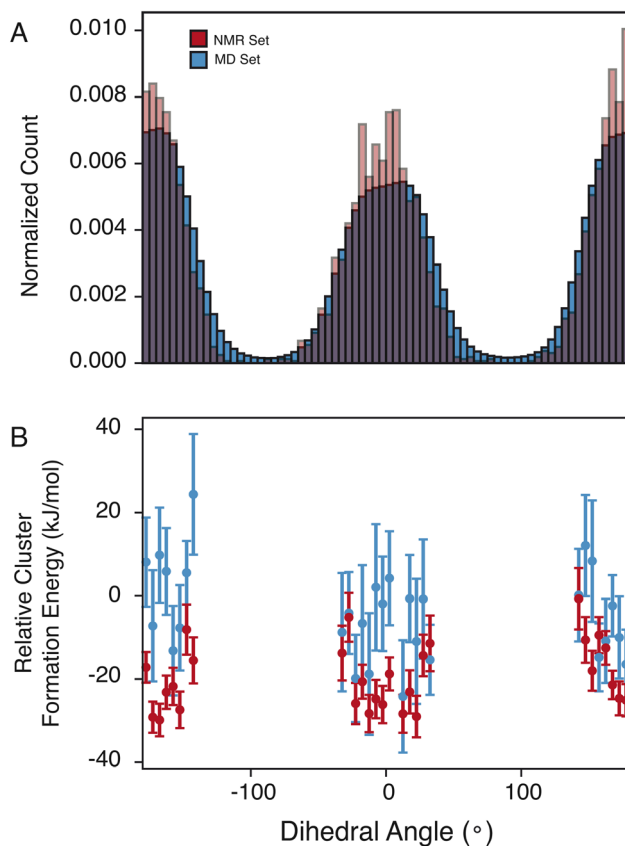 A
0.010
0.008
0.006
0.004
0.002
0.000
Normalized Count
NMR Set
MD Set
B
40
20
0
-20
-40
Relative Cluster
Formation Energy (kJ/mol)
-100
0
100
Dihedral Angle (°)